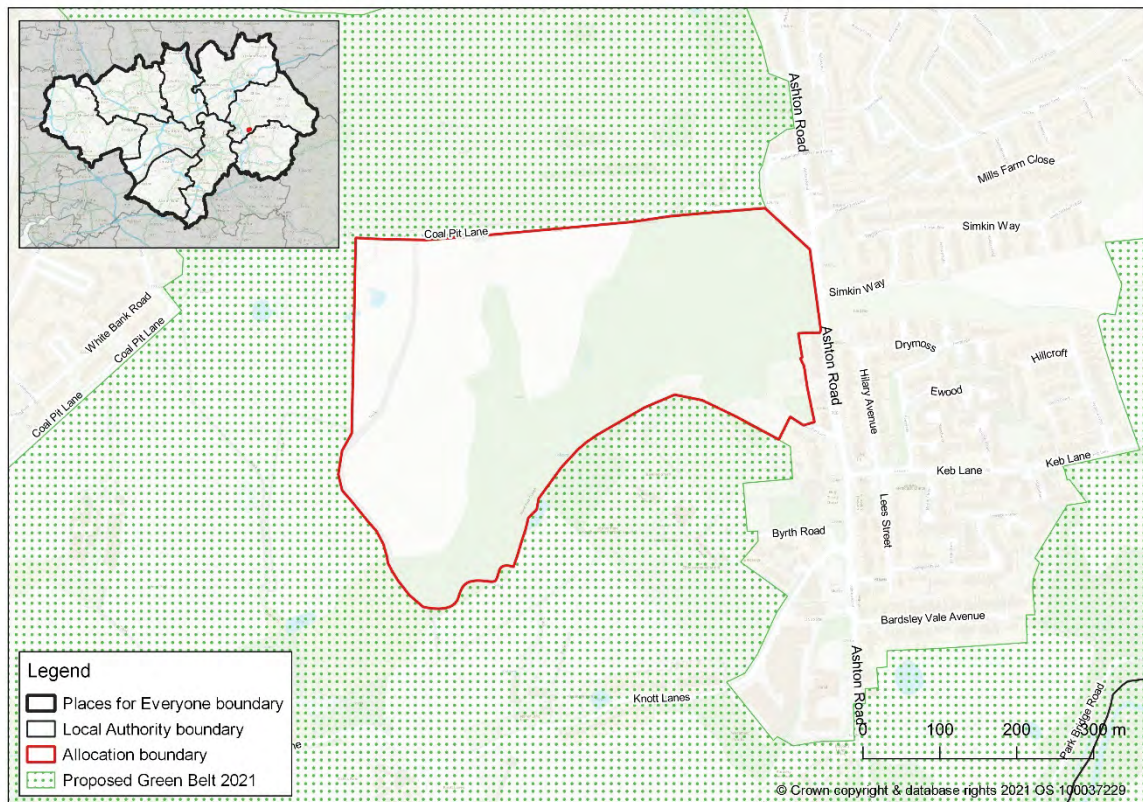 Ashton Road
Mills Farm Close
Simkin Way
Coal Pit Lane
Simkin Way
White Bank Road
Coal Pit Lane
Ashton Road
Drymoss
Hillcroft
Hilary Avenue
Ewood
Coal Pit Lane
Keb Lane
Keb Lane
Lees Street
Byrth Road
Bardsley Vale Avenue
Knott Lanes
Ashton Road
Park Bridge Road
Legend
Places for Everyone boundary
Local Authority boundary
Allocation boundary
Proposed Green Belt 2021
0 100 200 300 m
© Crown copyright & database rights 2021 OS 100037229